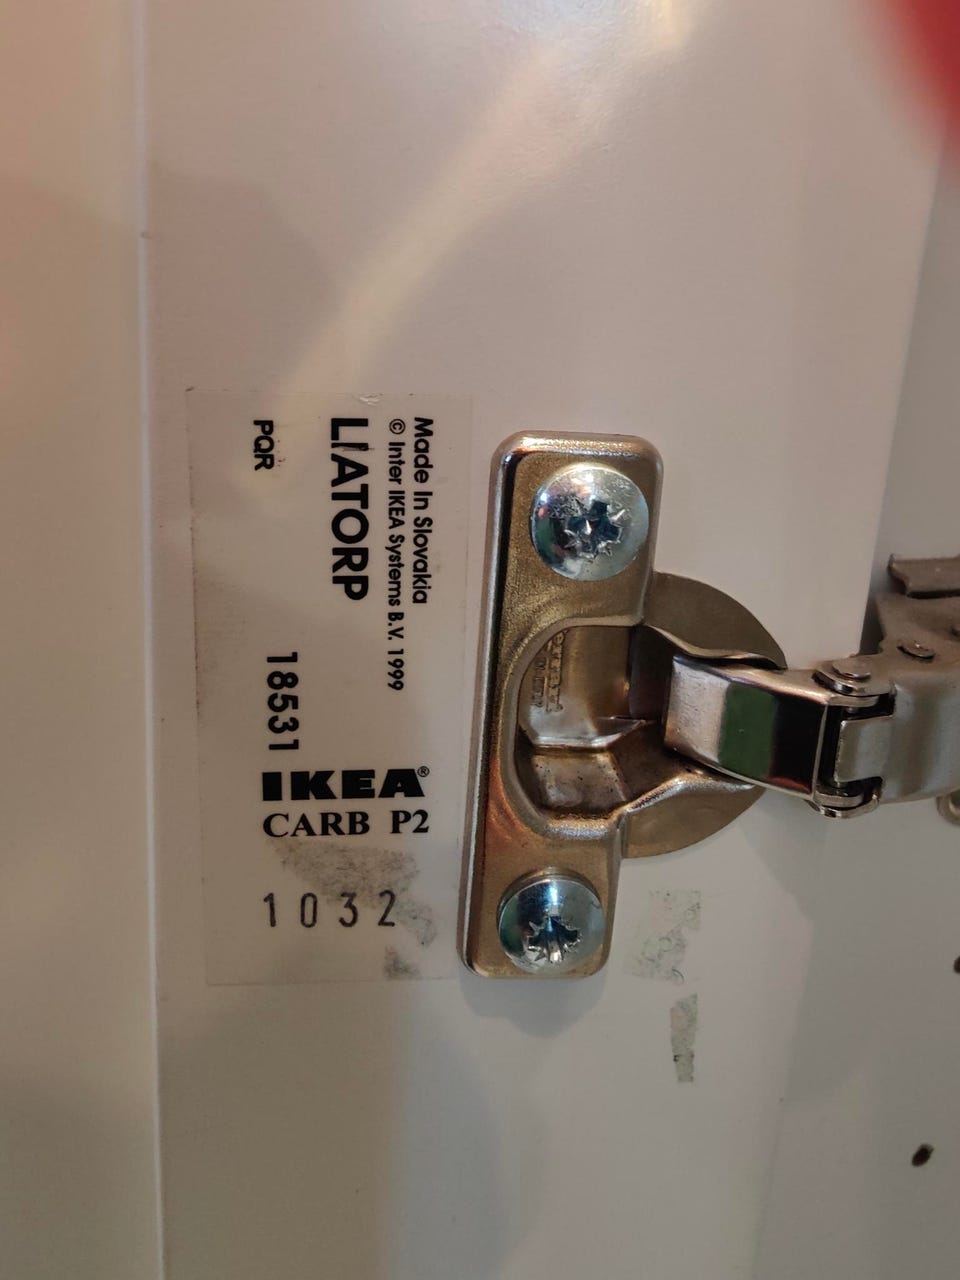 Made In Slovakia
© Inter IKEA Systems B.V. 1999
LIATORP
PQR
18531
IKEA®
CARB P2
1032